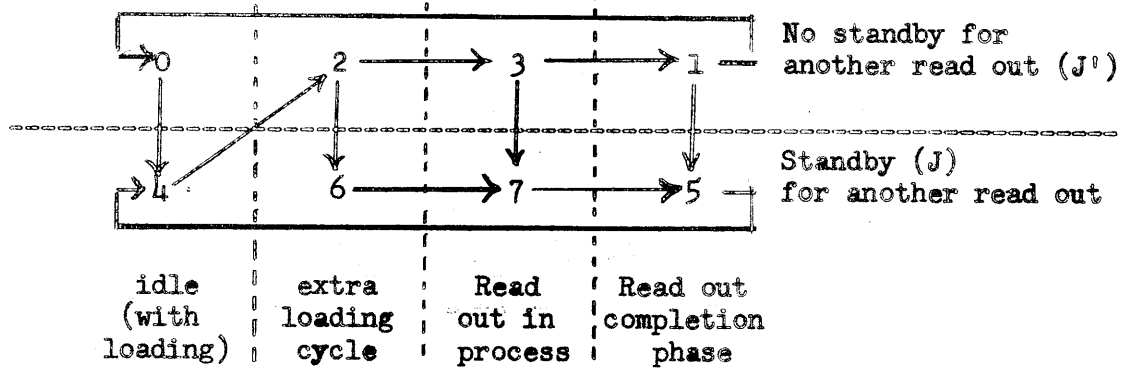 No standby for
0 2 3 1 another read out (J')
Standby (J)
4 6 7 5 for another read out
idle extra Read Read out
(with loading out in completion
loading) cycle process phase